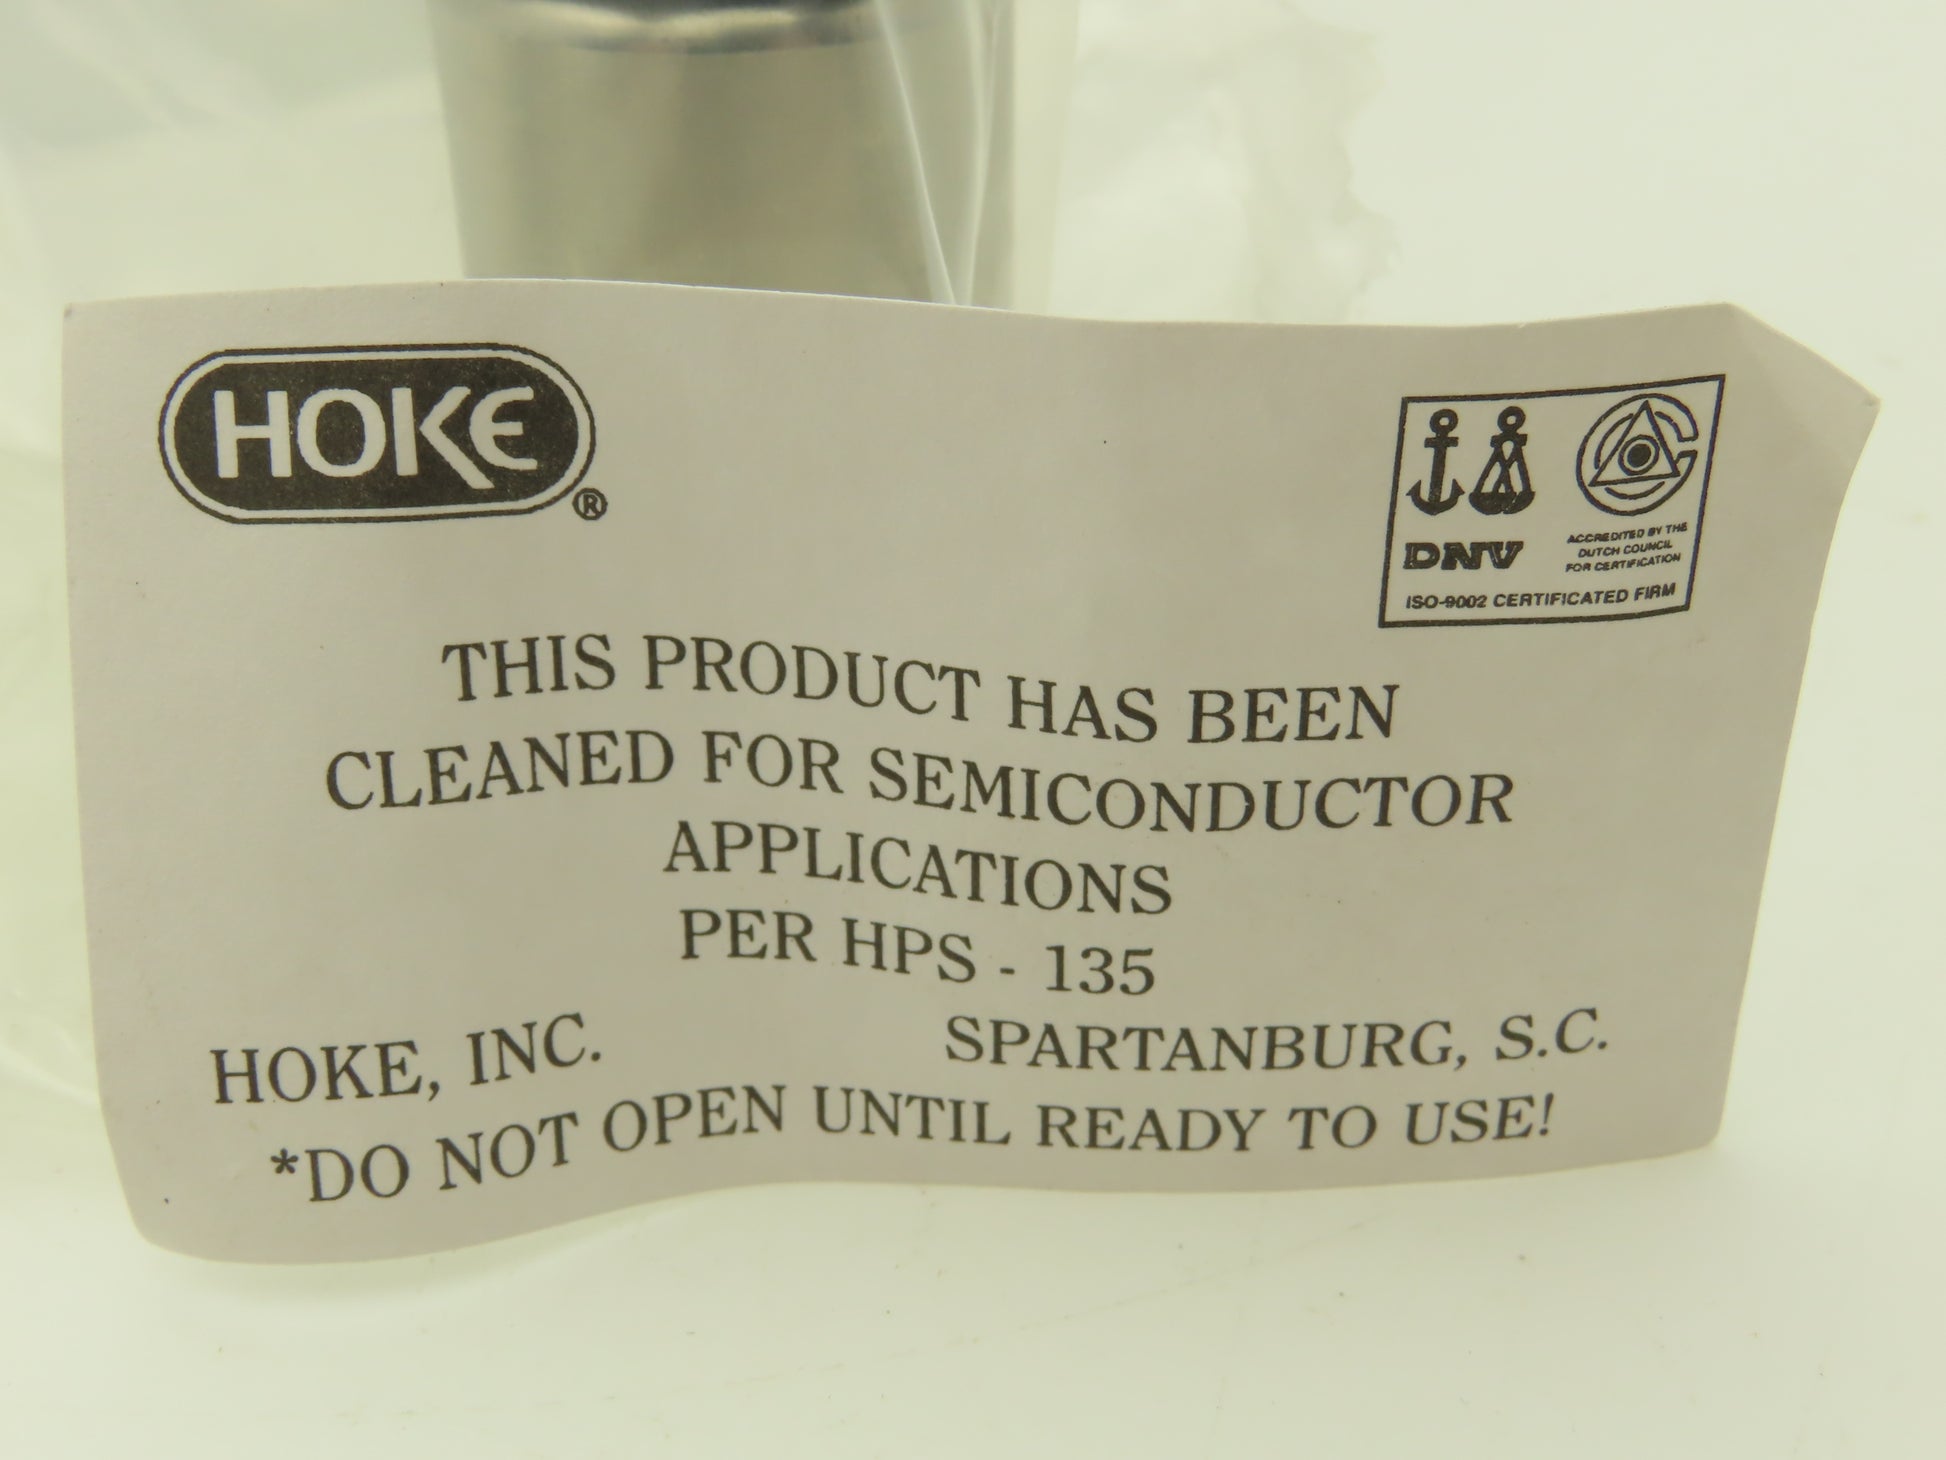 HOKE®
DNV
ACCREDITED BY THE
DUTCH COUNCIL
FOR CERTIFICATION
ISO-9002 CERTIFICATED FIRM
THIS PRODUCT HAS BEEN
CLEANED FOR SEMICONDUCTOR
APPLICATIONS
PER HPS - 135
HOKE, INC. SPARTANBURG, S.C.
*DO NOT OPEN UNTIL READY TO USE!